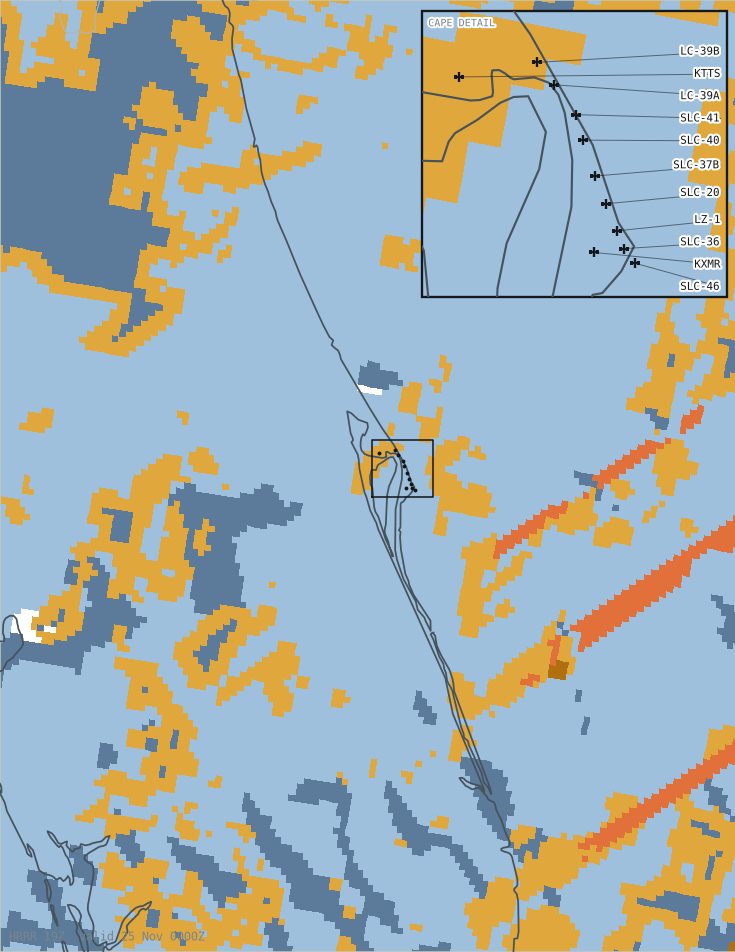 CAPE DETAIL
LC-39B
KTTS
LC-39A
SLC-41
SLC-40
SLC-37B
SLC-20
LZ-1
SLC-36
KXMR
SLC-46
25 Nov 0000Z